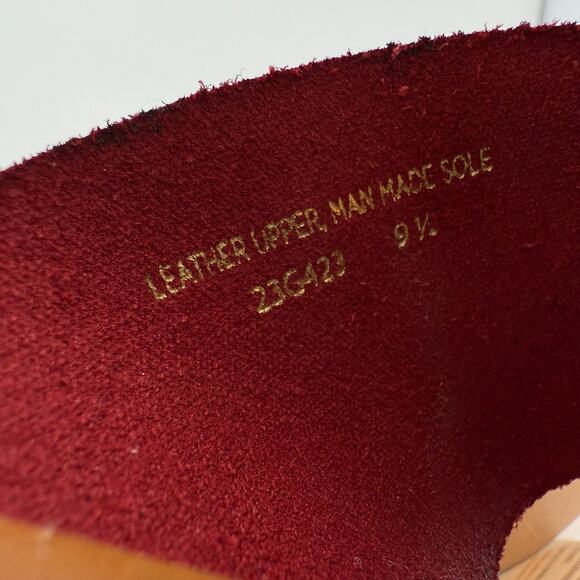 LEATHER UPPER, MAN MADE SOLE
23G423 9 ½